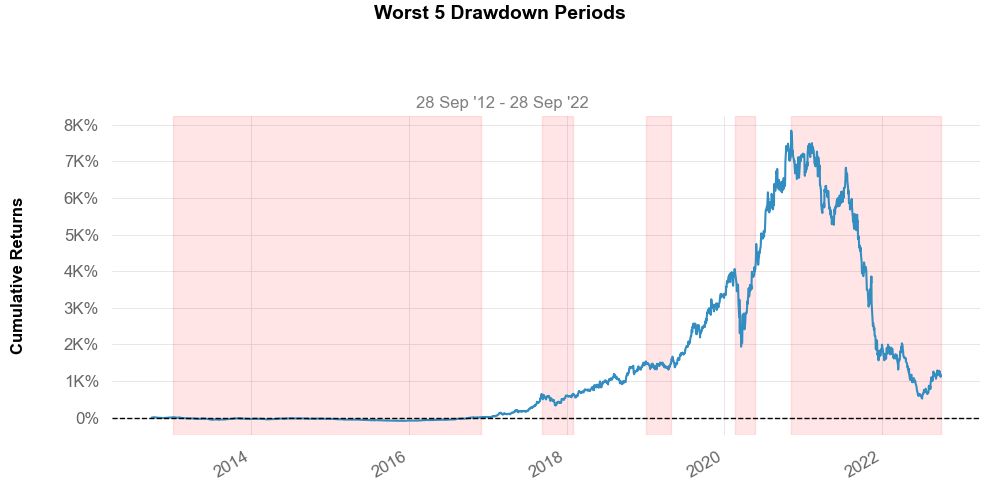 Worst 5 Drawdown Periods
28 Sep '12 - 28 Sep '22
Cumulative Returns
8K%
7K%
6K%
5K%
4K%
3K%
2K%
1K%
0%
2014
2016
2018
2020
2022